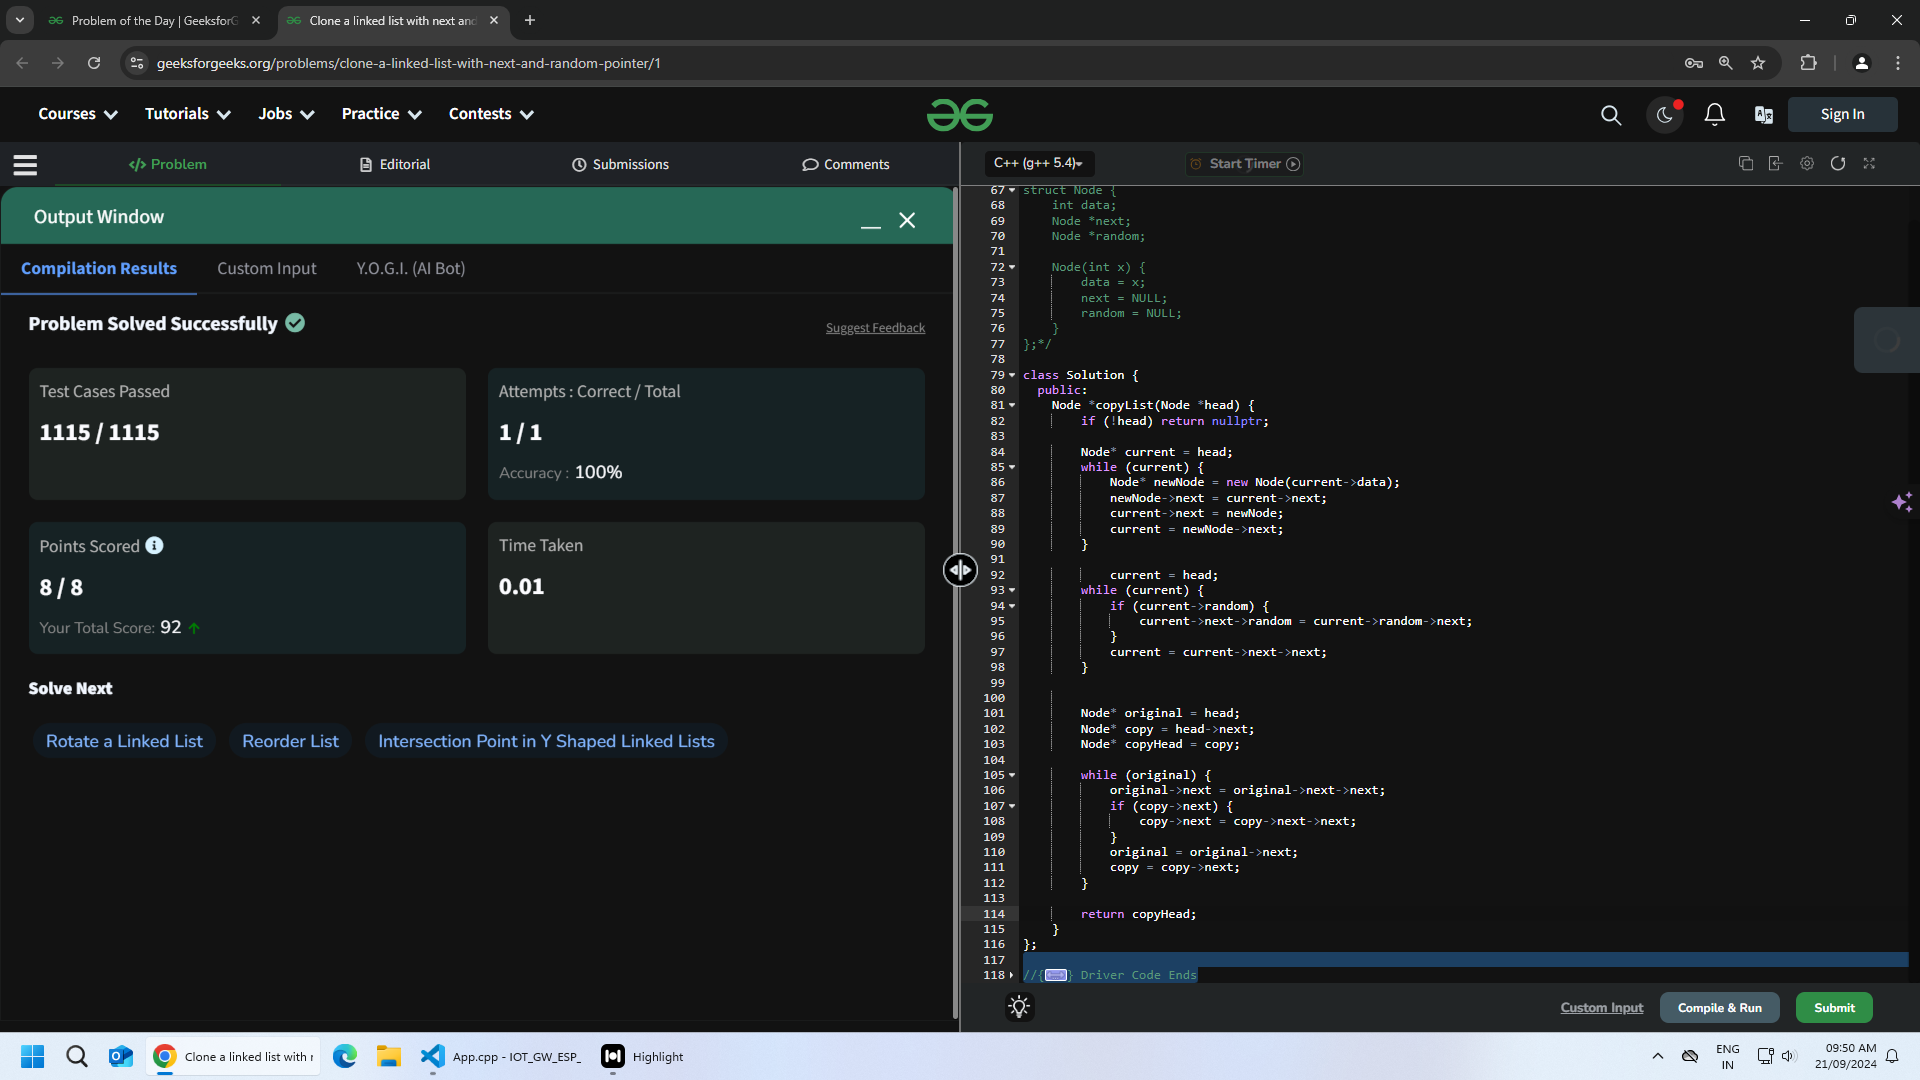 Problem of the Day | GeeksforG
Clone a linked list with next and
geeksforgeeks.org/problems/clone-a-linked-list-with-next-and-random-pointer/1
Courses
Tutorials
Jobs
Practice
Contests
Sign In
Problem
Editorial
Submissions
Comments
C++ (g++ 5.4)
Start Timer
Output Window
Compilation Results
Custom Input
Y.O.G.I. (AI Bot)
Problem Solved Successfully
Suggest Feedback
Test Cases Passed
1115 / 1115
Attempts : Correct / Total
1 / 1
Accuracy : 100%
Points Scored
8 / 8
Your Total Score: 92
Time Taken
0.01
Solve Next
Rotate a Linked List
Reorder List
Intersection Point in Y Shaped Linked Lists
67 struct Node {
68 int data;
69 Node *next;
70 Node *random;
71
72 Node(int x) {
73 data = x;
74 next = NULL;
75 random = NULL;
76 }
77 };*/
78
79 class Solution {
80 public:
81 Node *copyList(Node *head) {
82 if (!head) return nullptr;
83
84 Node* current = head;
85 while (current) {
86 Node* newNode = new Node(current->data);
87 newNode->next = current->next;
88 current->next = newNode;
89 current = newNode->next;
90 }
91
92 current = head;
93 while (current) {
94 if (current->random) {
95 current->next->random = current->random->next;
96 }
97 current = current->next->next;
98 }
99
100
101 Node* original = head;
102 Node* copy = head->next;
103 Node* copyHead = copy;
104
105 while (original) {
106 original->next = original->next->next;
107 if (copy->next) {
108 copy->next = copy->next->next;
109 }
110 original = original->next;
111 copy = copy->next;
112 }
113
114 return copyHead;
115 }
116 };
117
118 //{} Driver Code Ends
Custom Input
Compile & Run
Submit
Clone a linked list with r
App.cpp - IOT_GW_ESP_
Highlight
ENG
IN
09:50 AM
21/09/2024